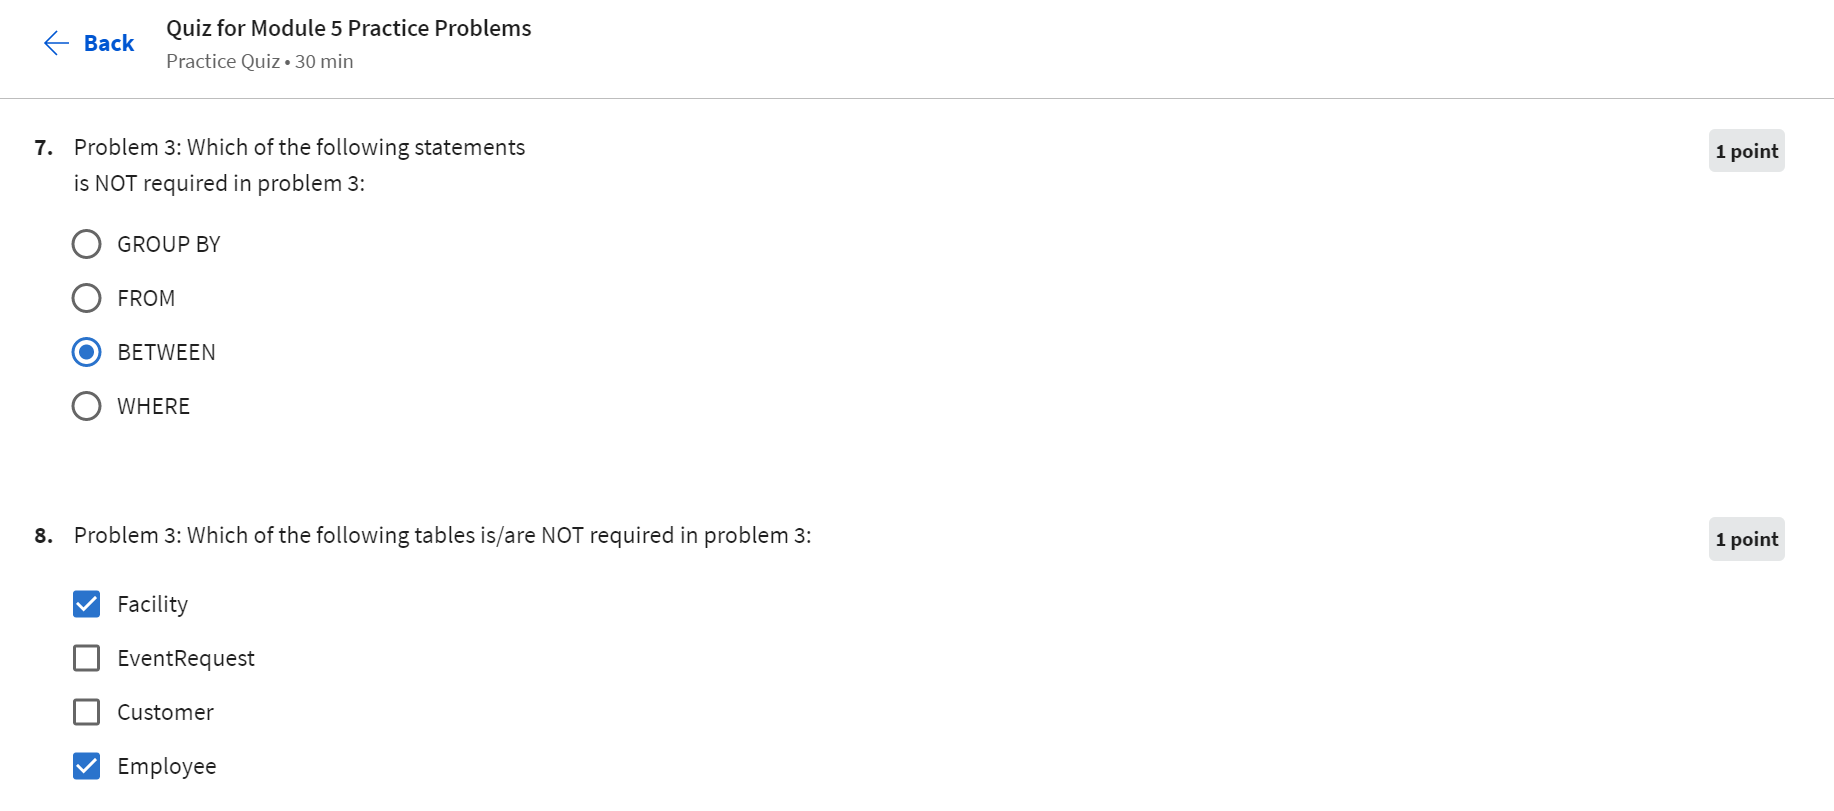 Back
Quiz for Module 5 Practice Problems
Practice Quiz • 30 min
7. Problem 3: Which of the following statements
is NOT required in problem 3:
1 point
GROUP BY
FROM
BETWEEN
WHERE
8. Problem 3: Which of the following tables is/are NOT required in problem 3:
1 point
Facility
EventRequest
Customer
Employee